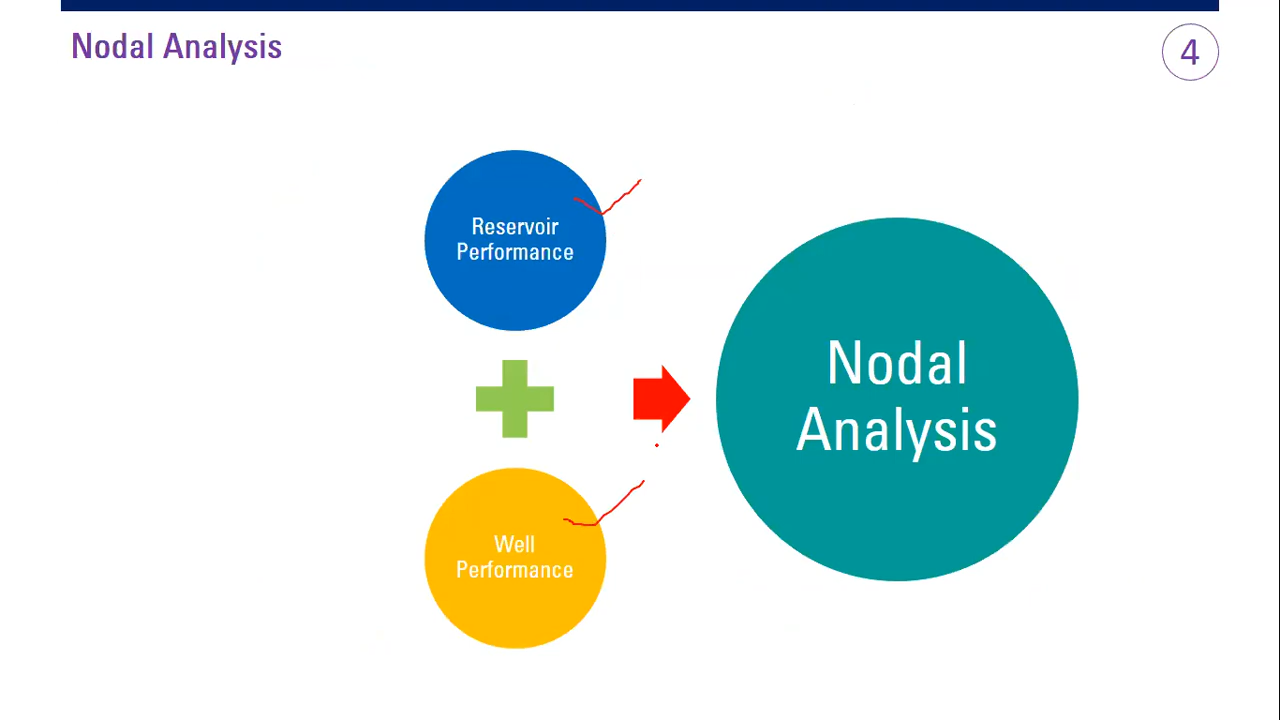 Nodal Analysis
4
Reservoir
Performance
Well
Performance
Nodal
Analysis